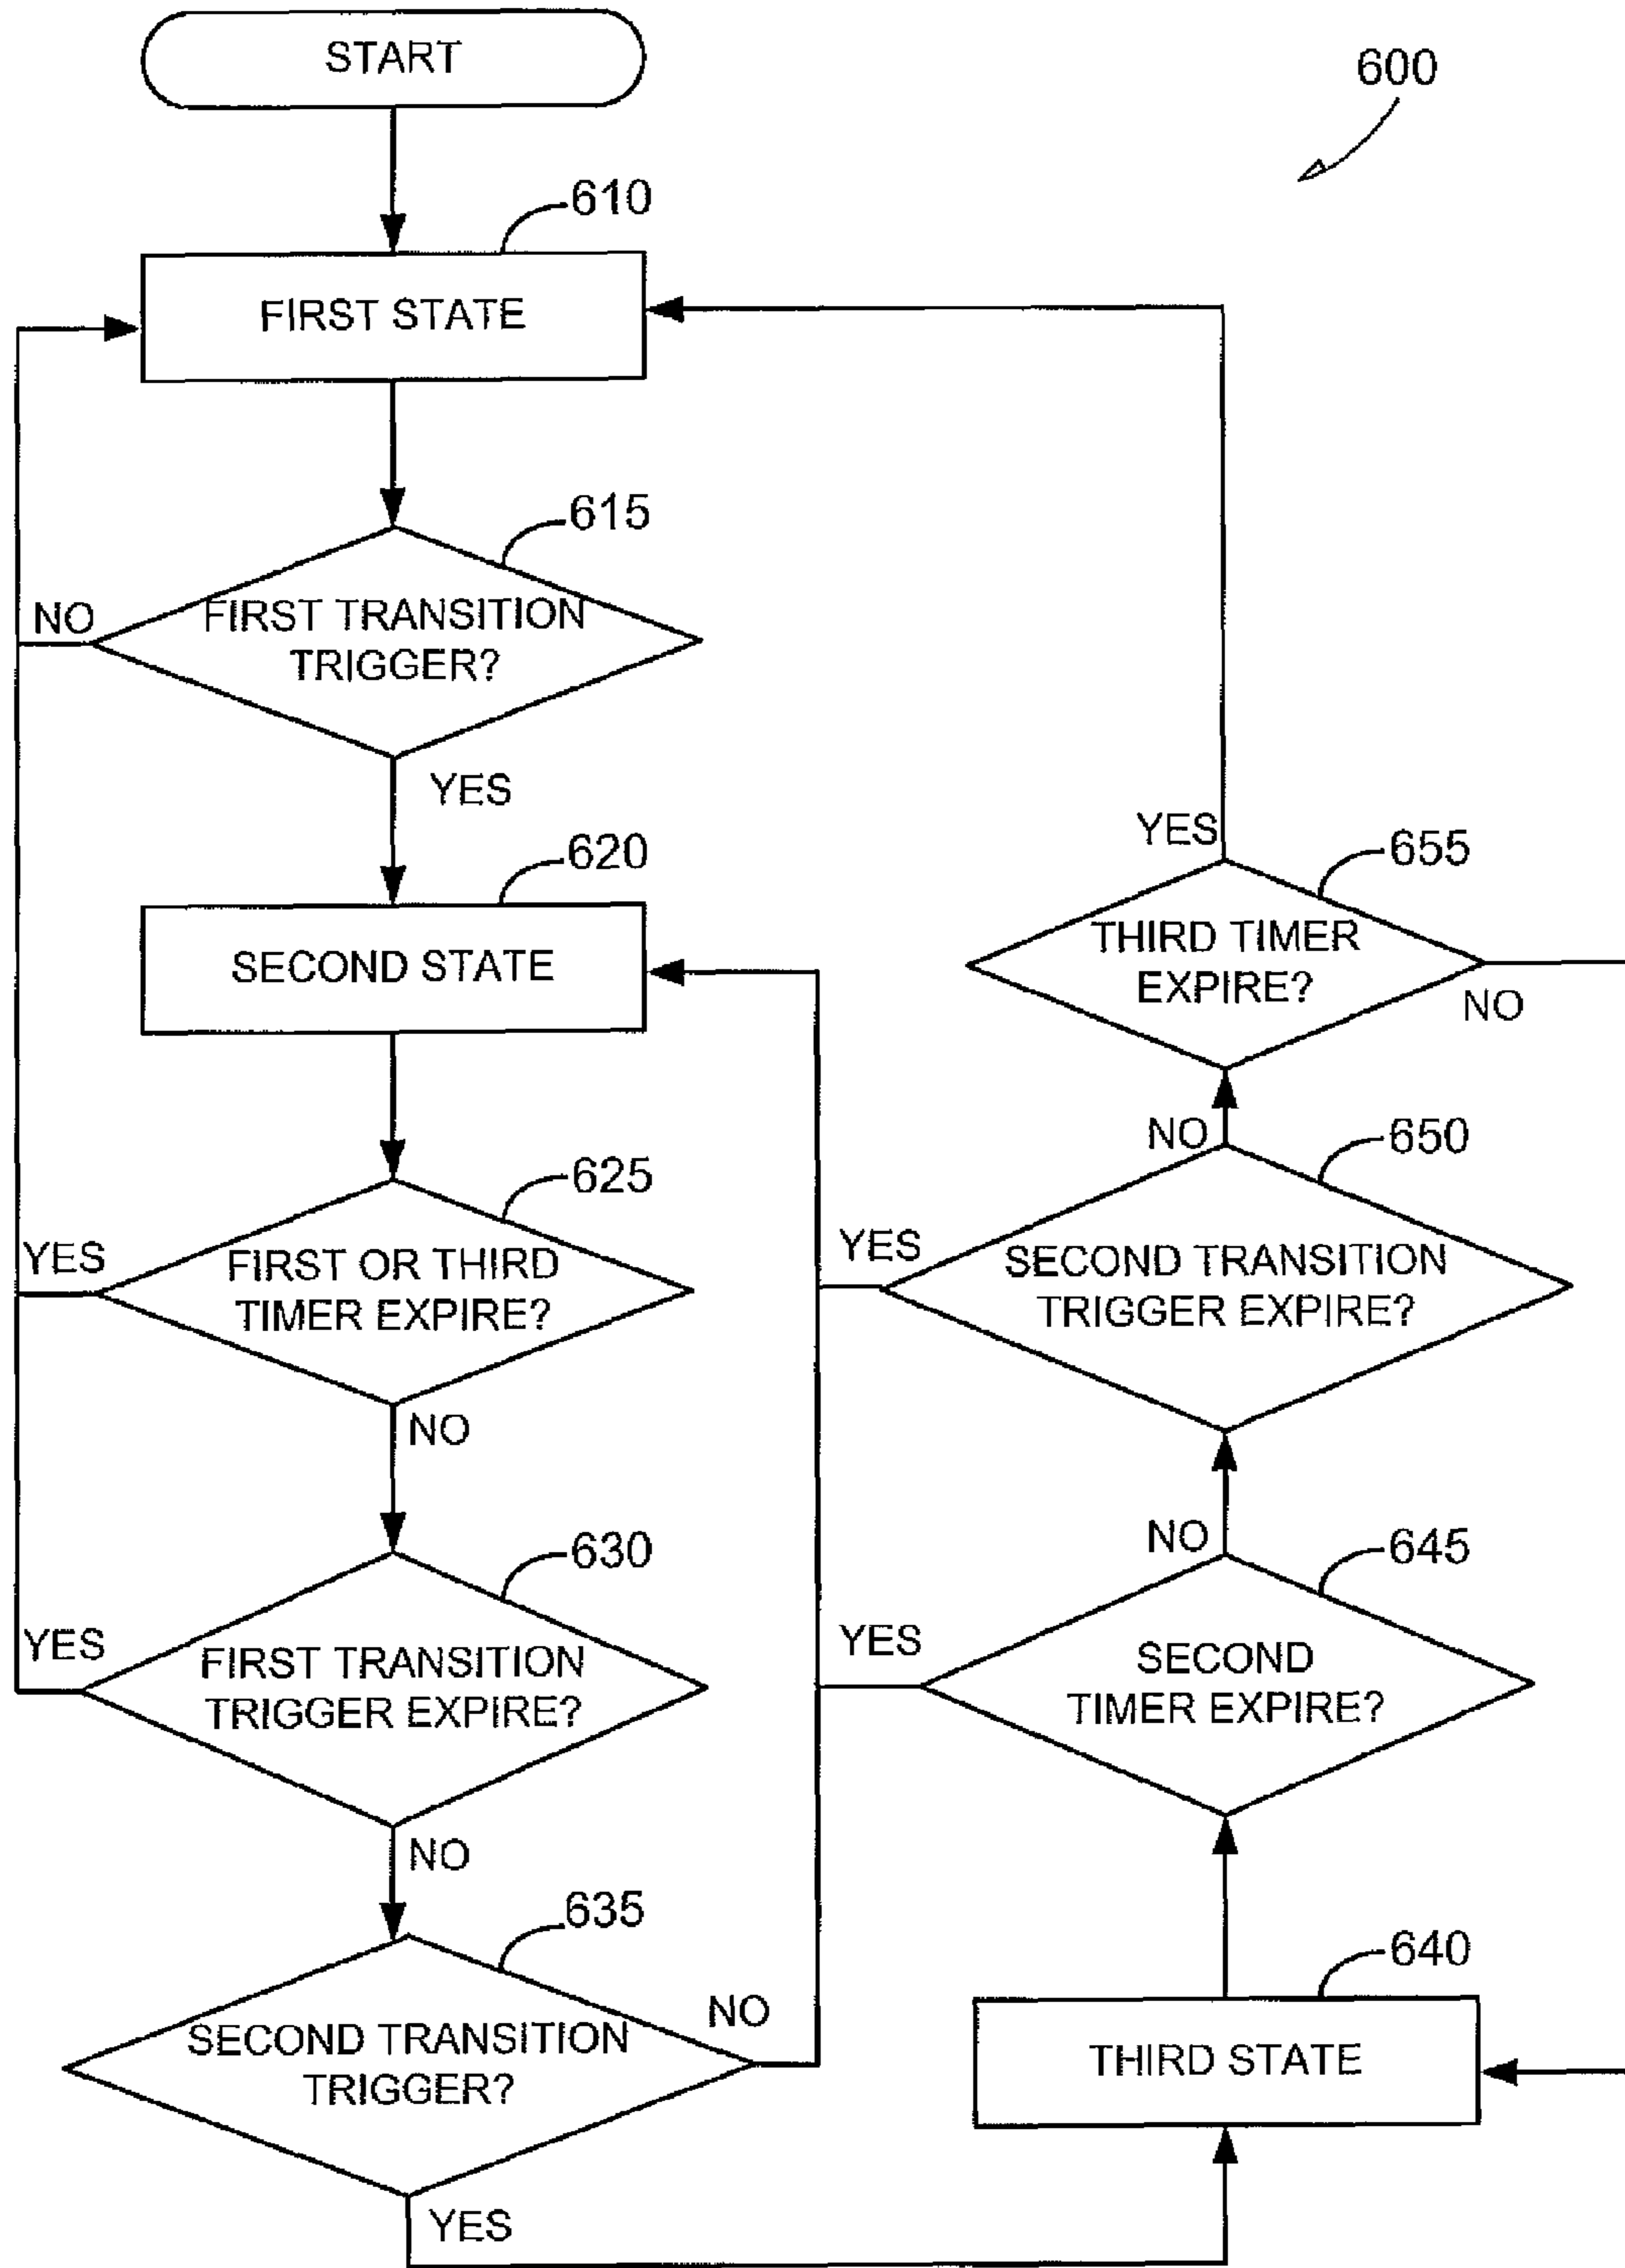 START
600
610
FIRST STATE
615
NO
FIRST TRANSITION
TRIGGER?
YES
620
SECOND STATE
625
YES
FIRST OR THIRD
TIMER EXPIRE?
NO
630
YES
FIRST TRANSITION
TRIGGER EXPIRE?
NO
635
SECOND TRANSITION
TRIGGER?
NO
YES
640
THIRD STATE
645
YES
SECOND
TIMER EXPIRE?
NO
650
YES
SECOND TRANSITION
TRIGGER EXPIRE?
NO
655
YES
THIRD TIMER
EXPIRE?
NO